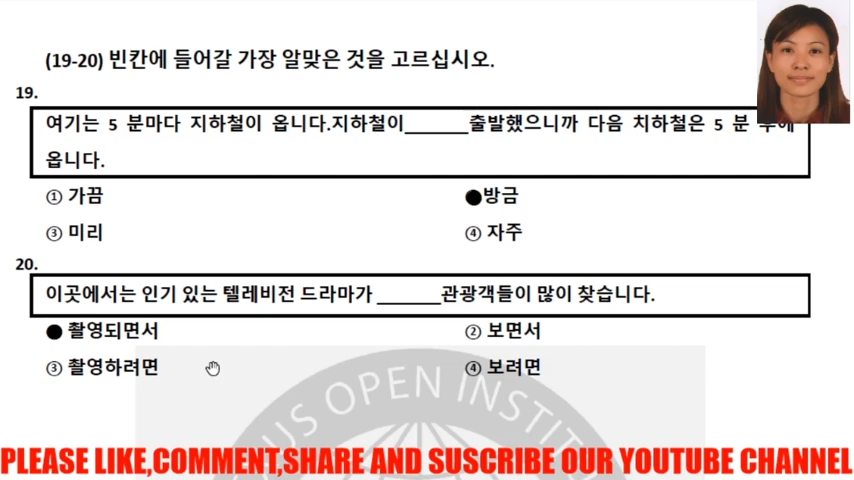 (19-20) 빈칸에 들어갈 가장 알맞은 것을 고르십시오.
19.
여기는 5 분마다 지하철이 옵니다.지하철이______출발했으니까 다음 치하철은 5 분 후에
옵니다.
① 가끔
●방금
③ 미리
④ 자주
20.
이곳에서는 인기 있는 텔레비전 드라마가 ______관광객들이 많이 찾습니다.
● 촬영되면서
② 보면서
③ 촬영하려면
④ 보려면
US OPEN INSTIT
PLEASE LIKE,COMMENT,SHARE AND SUSCRIBE OUR YOUTUBE CHANNEL